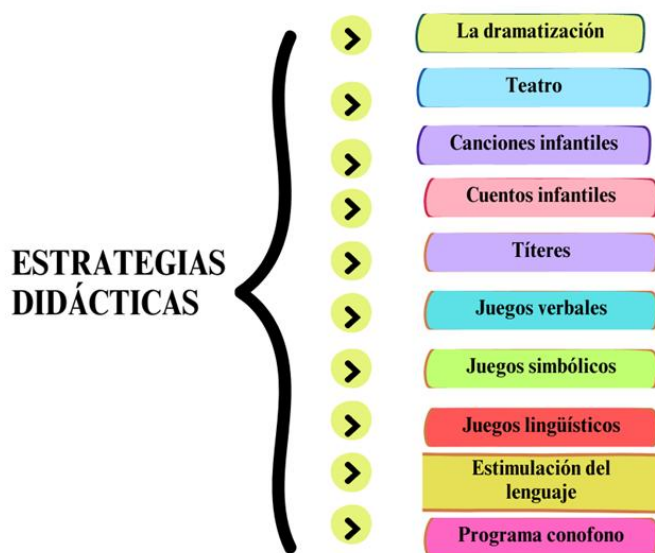 La dramatización
Teatro
Canciones infantiles
Cuentos infantiles
ESTRATEGIAS
DIDÁCTICAS
Títeres
Juegos verbales
Juegos simbólicos
Juegos lingüísticos
Estimulación del
lenguaje
Programa conofono